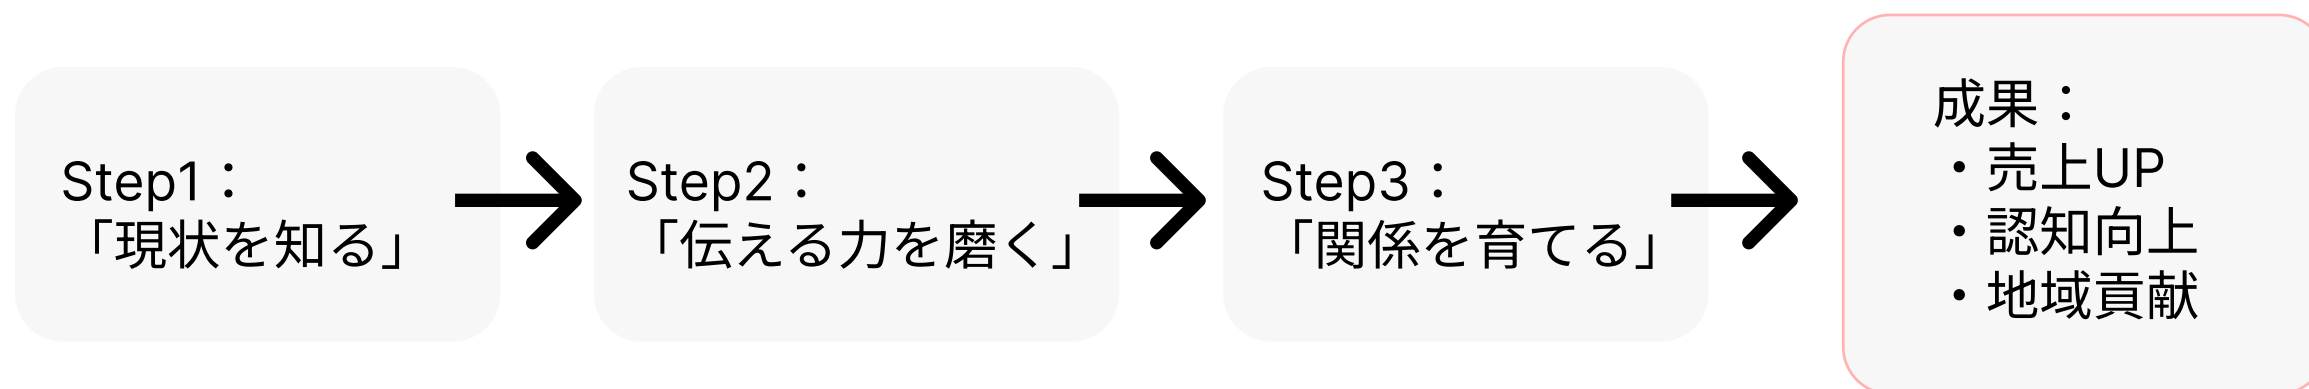 Step1：
「現状を知る」
Step2：
「伝える力を磨く」
Step3：
「関係を育てる」
成果：
・売上UP
・認知向上
・地域貢献